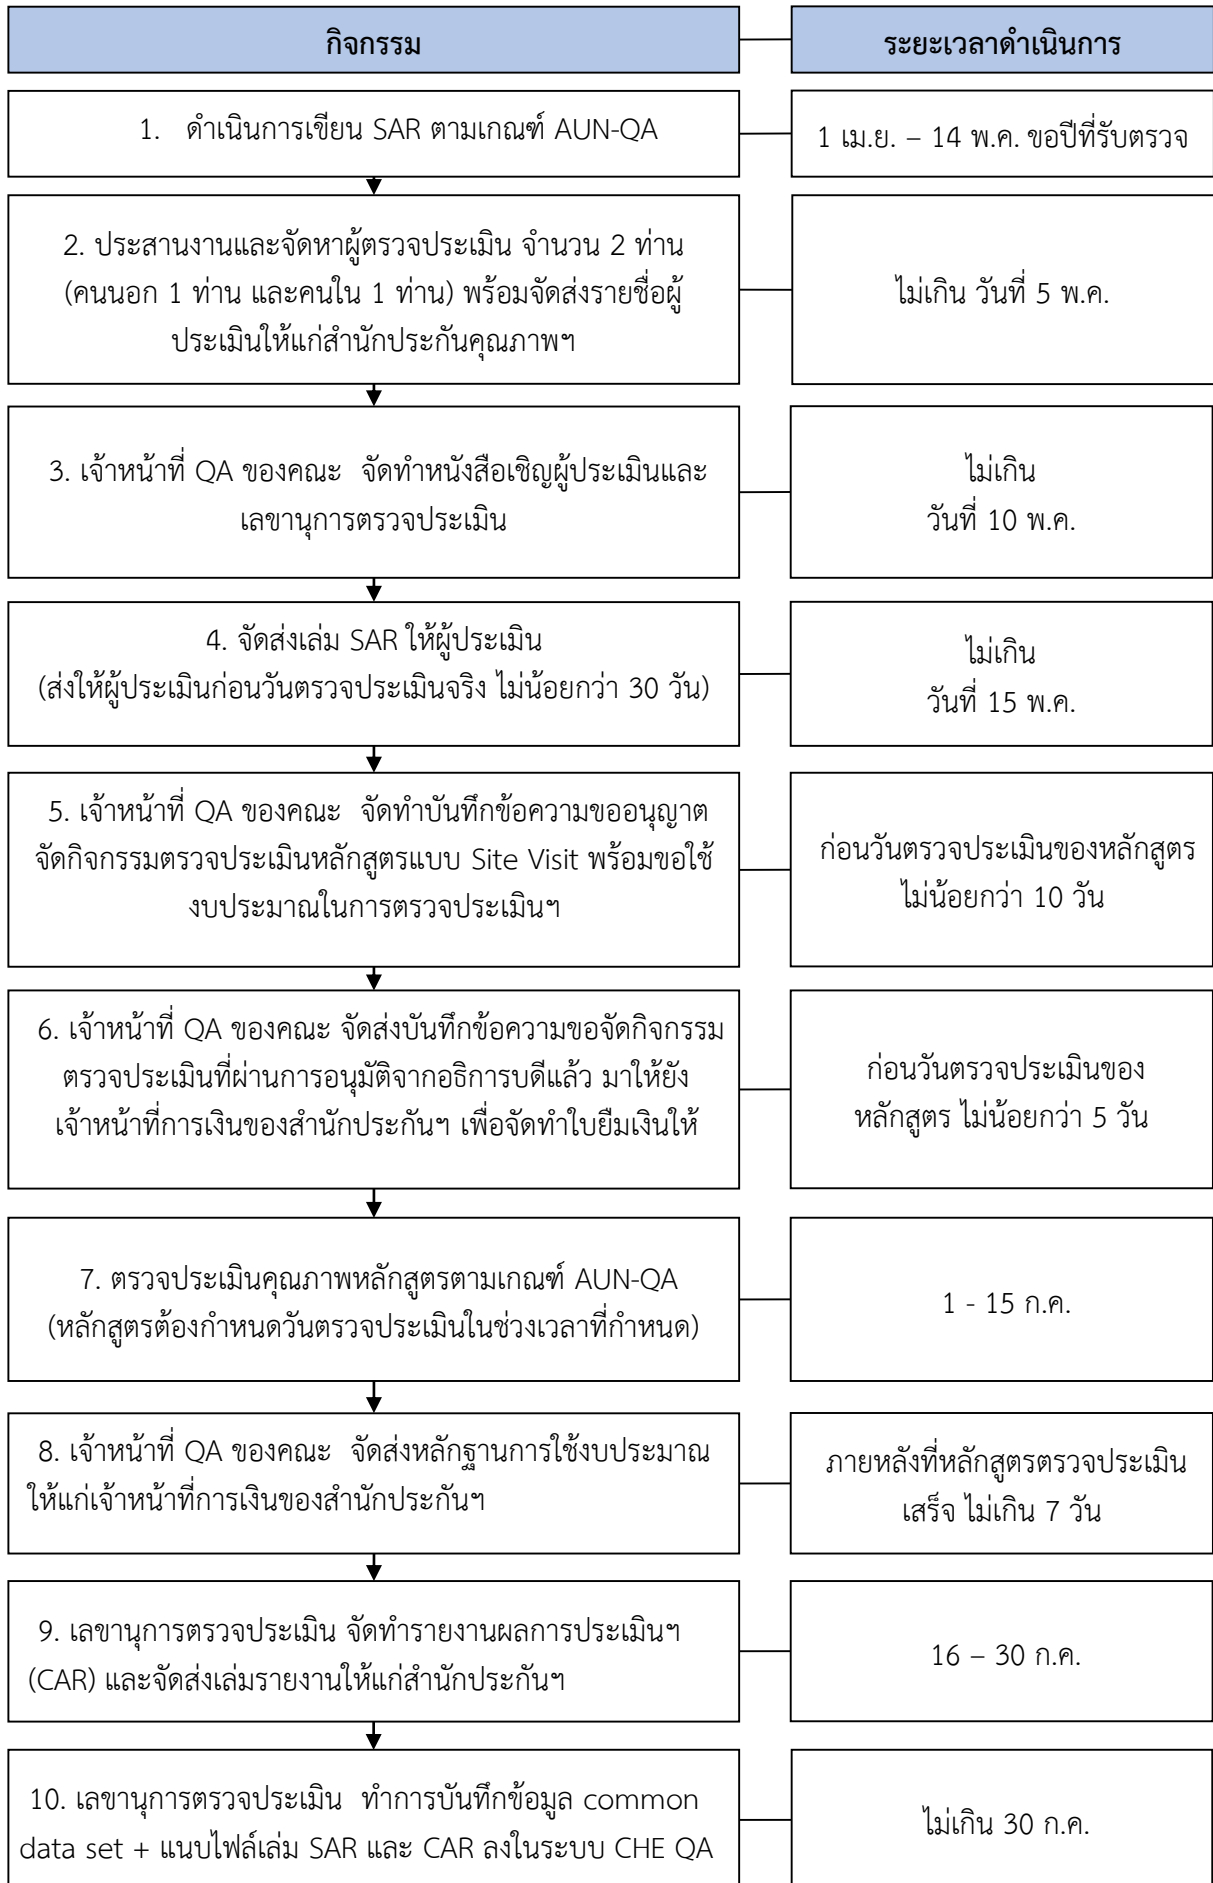 กิจกรรม
ระยะเวลาดำเนินการ
1. ดำเนินการเขียน SAR ตามเกณฑ์ AUN-QA
1 เม.ย. – 14 พ.ค. ขอปีที่รับตรวจ
2. ประสานงานและจัดหาผู้ตรวจประเมิน จำนวน 2 ท่าน
(คนนอก 1 ท่าน และคนใน 1 ท่าน) พร้อมจัดส่งรายชื่อผู้
ประเมินให้แก่สำนักประกันคุณภาพฯ
ไม่เกิน วันที่ 5 พ.ค.
3. เจ้าหน้าที่ QA ของคณะ จัดทำหนังสือเชิญผู้ประเมินและ
เลขานุการตรวจประเมิน
ไม่เกิน
วันที่ 10 พ.ค.
4. จัดส่งเล่ม SAR ให้ผู้ประเมิน
(ส่งให้ผู้ประเมินก่อนวันตรวจประเมินจริง ไม่น้อยกว่า 30 วัน)
ไม่เกิน
วันที่ 15 พ.ค.
5. เจ้าหน้าที่ QA ของคณะ จัดทำบันทึกข้อความขออนุญาต
จัดกิจกรรมตรวจประเมินหลักสูตรแบบ Site Visit พร้อมขอใช้
งบประมาณในการตรวจประเมินฯ
ก่อนวันตรวจประเมินของหลักสูตร
ไม่น้อยกว่า 10 วัน
6. เจ้าหน้าที่ QA ของคณะ จัดส่งบันทึกข้อความขอจัดกิจกรรม
ตรวจประเมินที่ผ่านการอนุมัติจากอธิการบดีแล้ว มาให้ยัง
เจ้าหน้าที่การเงินของสำนักประกันฯ เพื่อจัดทำใบยืมเงินให้
ก่อนวันตรวจประเมินของ
หลักสูตร ไม่น้อยกว่า 5 วัน
7. ตรวจประเมินคุณภาพหลักสูตรตามเกณฑ์ AUN-QA
(หลักสูตรต้องกำหนดวันตรวจประเมินในช่วงเวลาที่กำหนด)
1 - 15 ก.ค.
8. เจ้าหน้าที่ QA ของคณะ จัดส่งหลักฐานการใช้งบประมาณ
ให้แก่เจ้าหน้าที่การเงินของสำนักประกันฯ
ภายหลังที่หลักสูตรตรวจประเมิน
เสร็จ ไม่เกิน 7 วัน
9. เลขานุการตรวจประเมิน จัดทำรายงานผลการประเมินฯ
(CAR) และจัดส่งเล่มรายงานให้แก่สำนักประกันฯ
16 – 30 ก.ค.
10. เลขานุการตรวจประเมิน ทำการบันทึกข้อมูล common
data set + แนบไฟล์เล่ม SAR และ CAR ลงในระบบ CHE QA
ไม่เกิน 30 ก.ค.